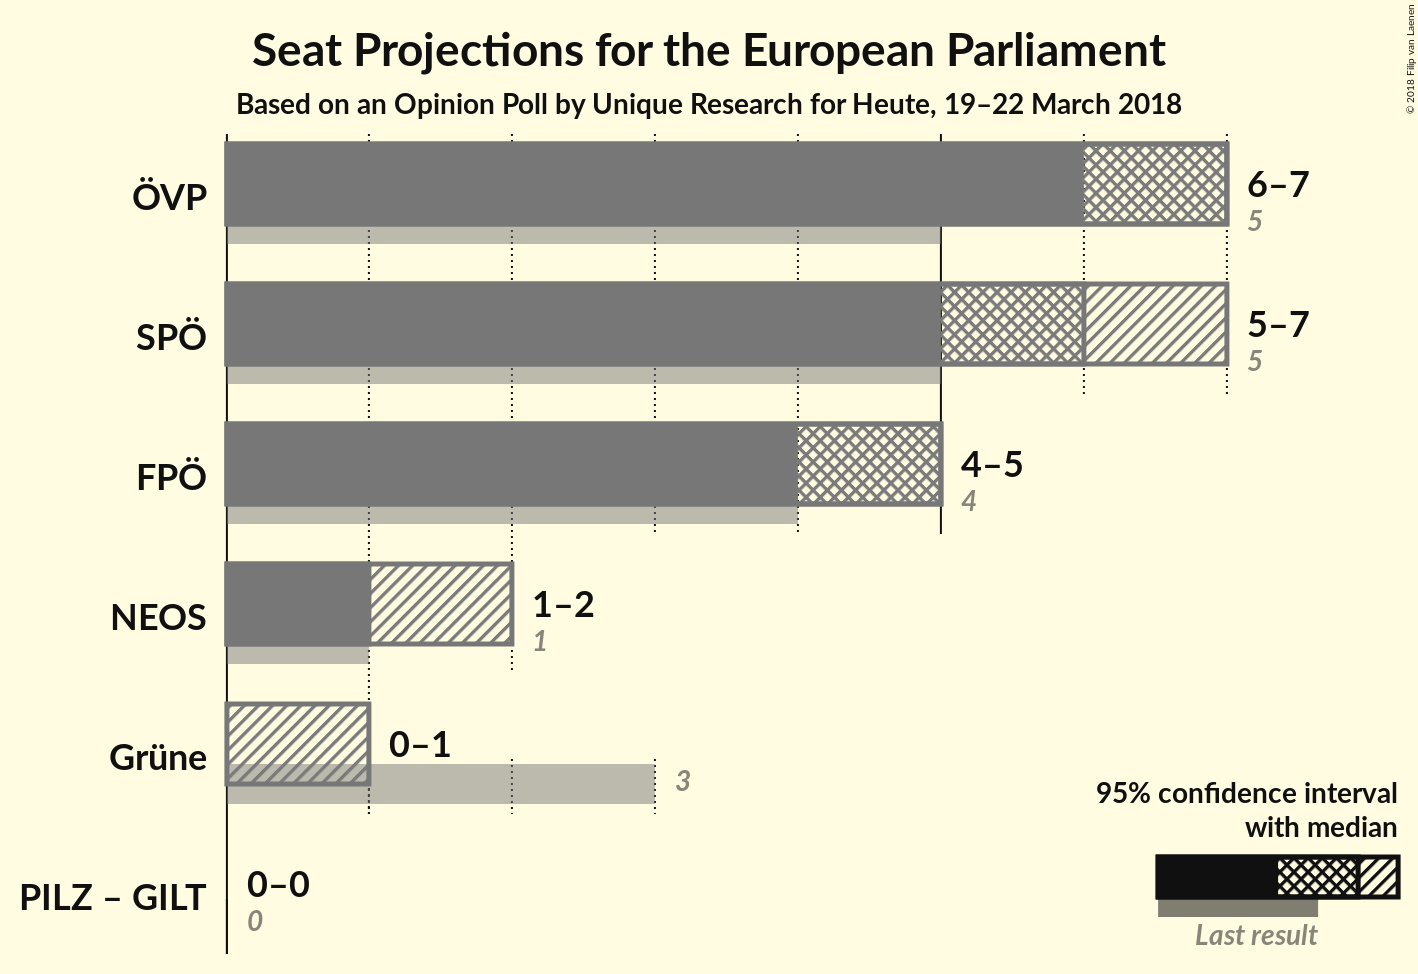 Seat Projections for the European Parliament
Based on an Opinion Poll by Unique Research for Heute, 19–22 March 2018
© 2018 Filip van Laenen
ÖVP
6–7
5
SPÖ
5–7
5
FPÖ
4–5
4
NEOS
1–2
1
Grüne
0–1
3
PILZ – GILT
0–0
0
95% confidence interval
with median
Last result